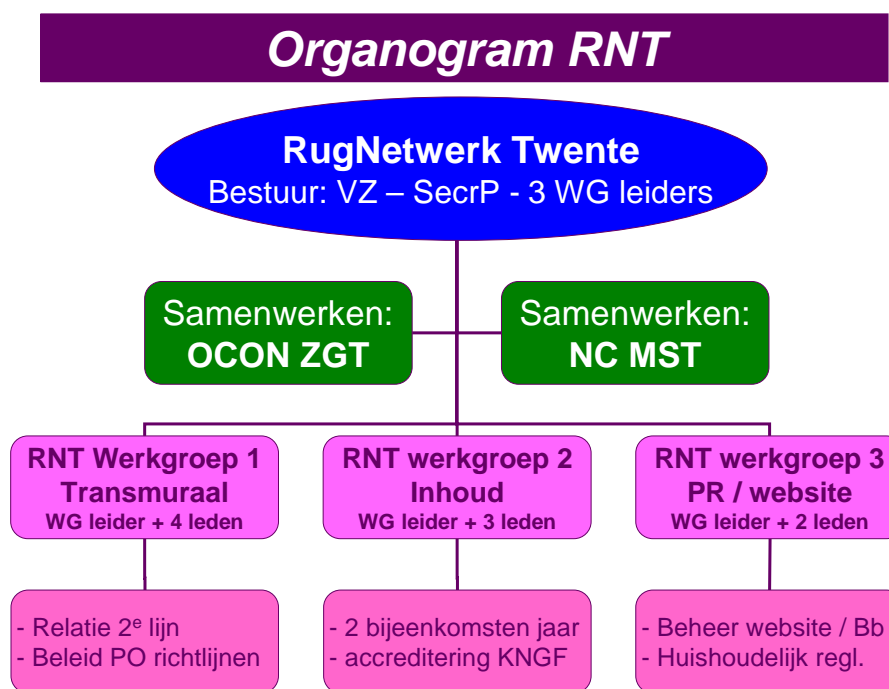 Organogram RNT
RugNetwerk Twente
Bestuur: VZ – SecrP - 3 WG leiders
Samenwerken:
OCON ZGT
Samenwerken:
NC MST
RNT Werkgroep 1
Transmuraal
WG leider + 4 leden
RNT werkgroep 2
Inhoud
WG leider + 3 leden
RNT werkgroep 3
PR / website
WG leider + 2 leden
- Relatie 2e lijn
- Beleid PO richtlijnen
- 2 bijeenkomsten jaar
- accreditering KNGF
- Beheer website / Bb
- Huishoudelijk regl.